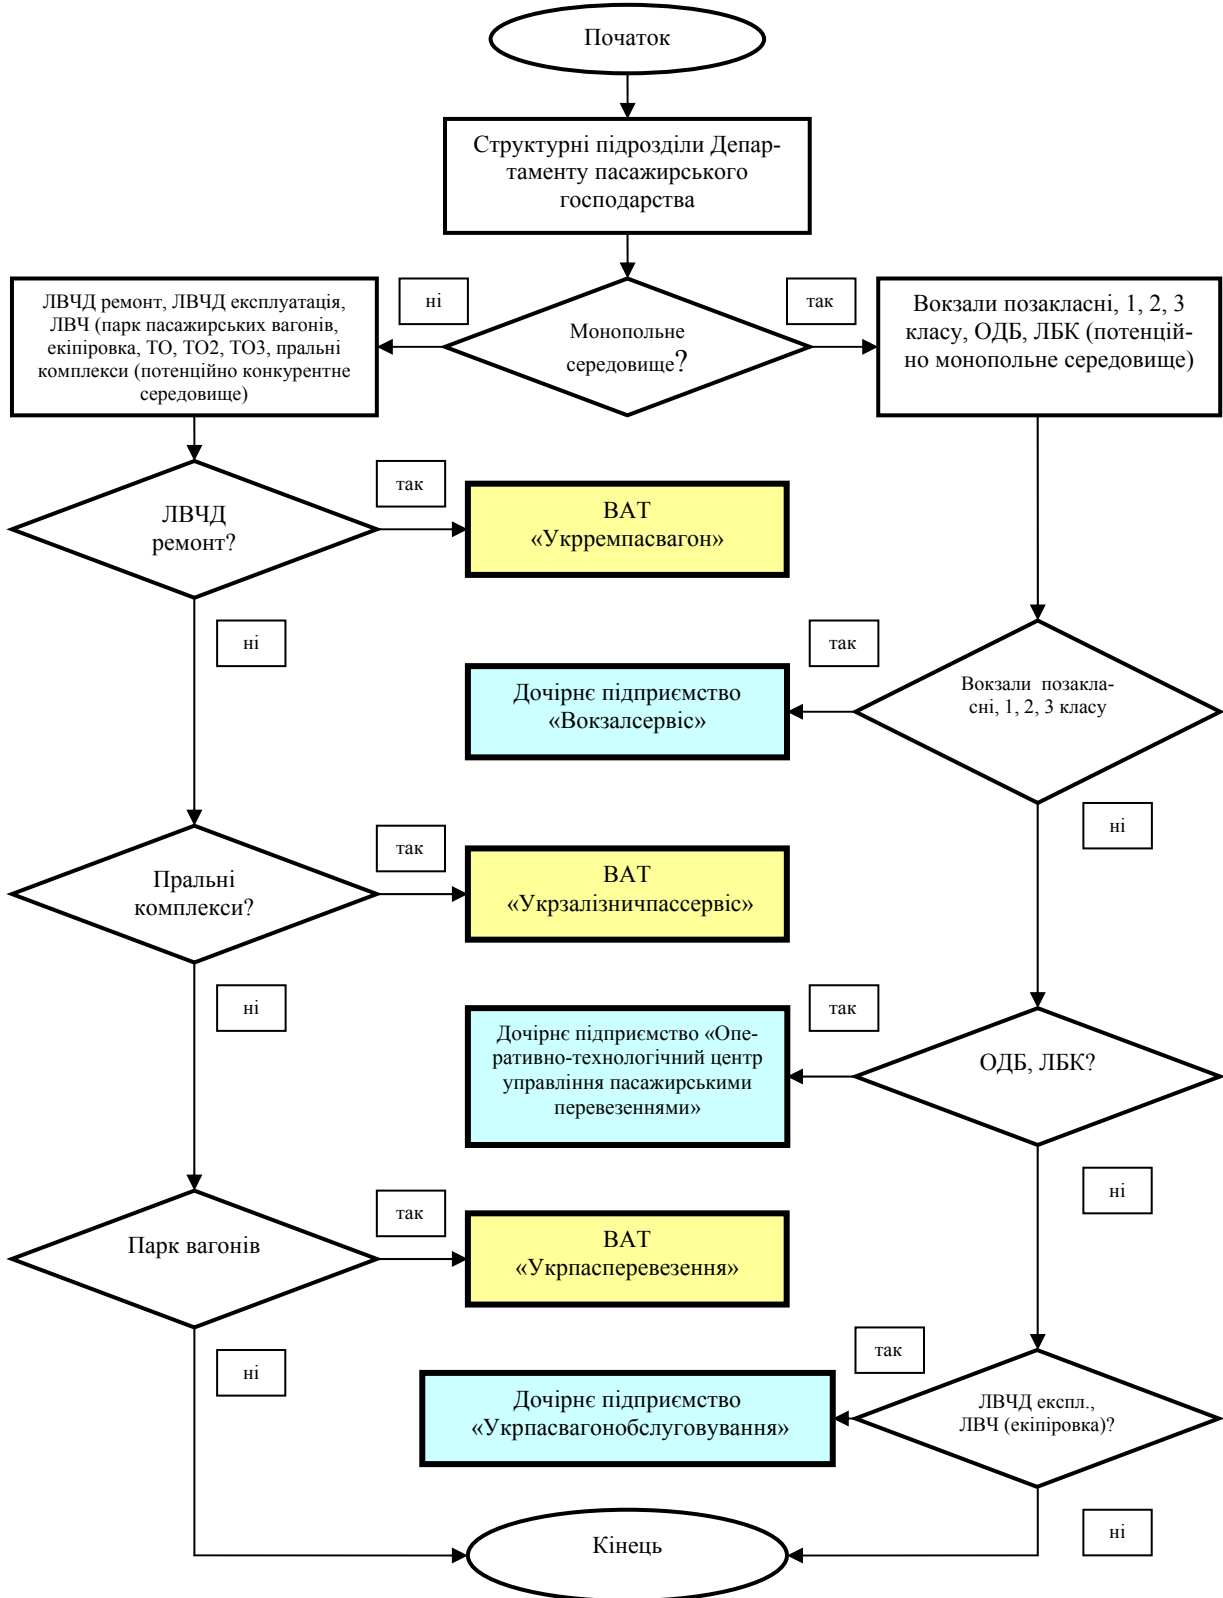 Початок
Структурні підрозділи Депар-
таменту пасажирського
господарства
ні
так
ЛВЧД ремонт, ЛВЧД експлуатація,
ЛВЧ (парк пасажирських вагонів,
екіпіровка, ТО, ТО2, ТО3, пральні
комплекси (потенційно конкурентне
середовище)
Монопольне
середовище?
Вокзали позакласні, 1, 2, 3
класу, ОДБ, ЛБК (потенцій-
но монопольне середовище)
так
ЛВЧД
ремонт?
ВАТ
«Укрремпасвагон»
ні
так
Дочірнє підприємство
«Вокзалсервіс»
Вокзали позакла-
сні, 1, 2, 3 класу
так
ні
Пральні
комплекси?
ВАТ
«Укрзалізничпассервіс»
ні
так
Дочірнє підприємство «Опе-
ративно-технологічний центр
управління пасажирськими
перевезеннями»
ОДБ, ЛБК?
так
ні
Парк вагонів
ВАТ
«Укрпасперевезення»
ні
так
Дочірнє підприємство
«Укрпасвагонобслуговування»
ЛВЧД експл.,
ЛВЧ (екіпіровка)?
ні
Кінець